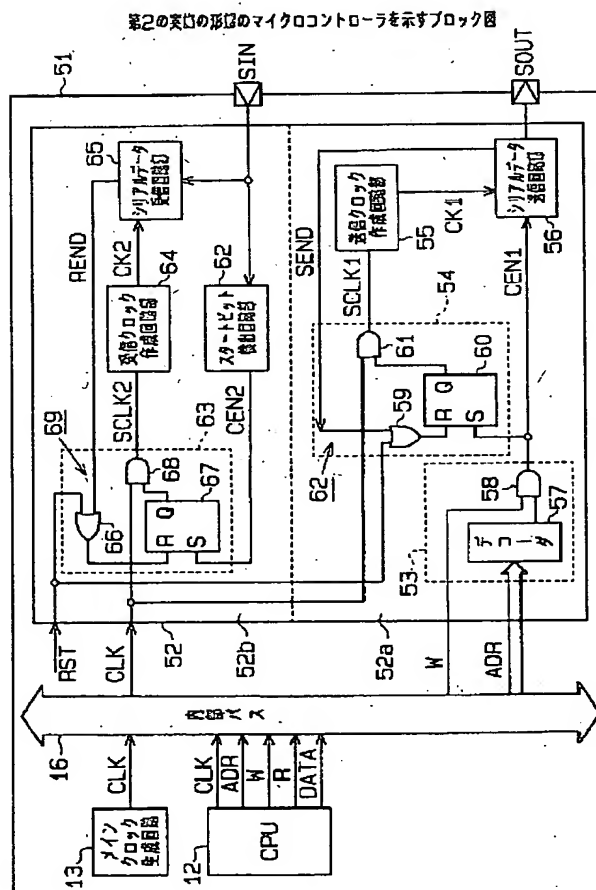 第2の実施の形態のマイクロコントローラを示すブロック図
51
SIN
SOUT
65
シリアルデータ
受信回路部
REND
CK2
64
受信クロック
作成回路部
62
スタートビット
検出回路部
SCLK2
CEN2
69
63
68
66
67
R Q
S
SEND
送信クロック
作成回路部
55
CK1
シリアルデータ
送信回路部
56
SCLK1
CEN1
54
61
60
R Q
S
59
62
58
57
デコーダ
53
RST
CLK
52
52b
52a
W
ADR
内部バス
16
CLK
CLK
ADR
W
R
DATA
13
メイン
クロック
生成回路
12
CPU